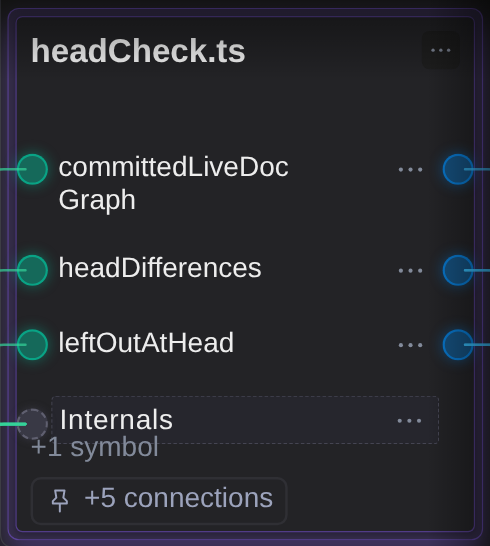 headCheck.ts
committedLiveDoc
Graph
headDifferences
leftOutAtHead
Internals
+1 symbol
+5 connections